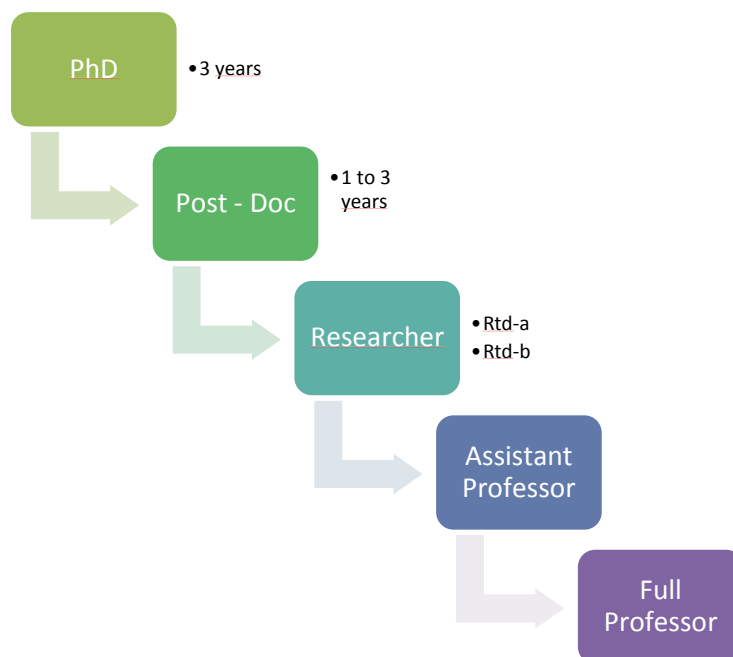 PhD
•3 years
Post - Doc
•1 to 3
years
Researcher
•Rtd-a
•Rtd-b
Assistant
Professor
Full
Professor